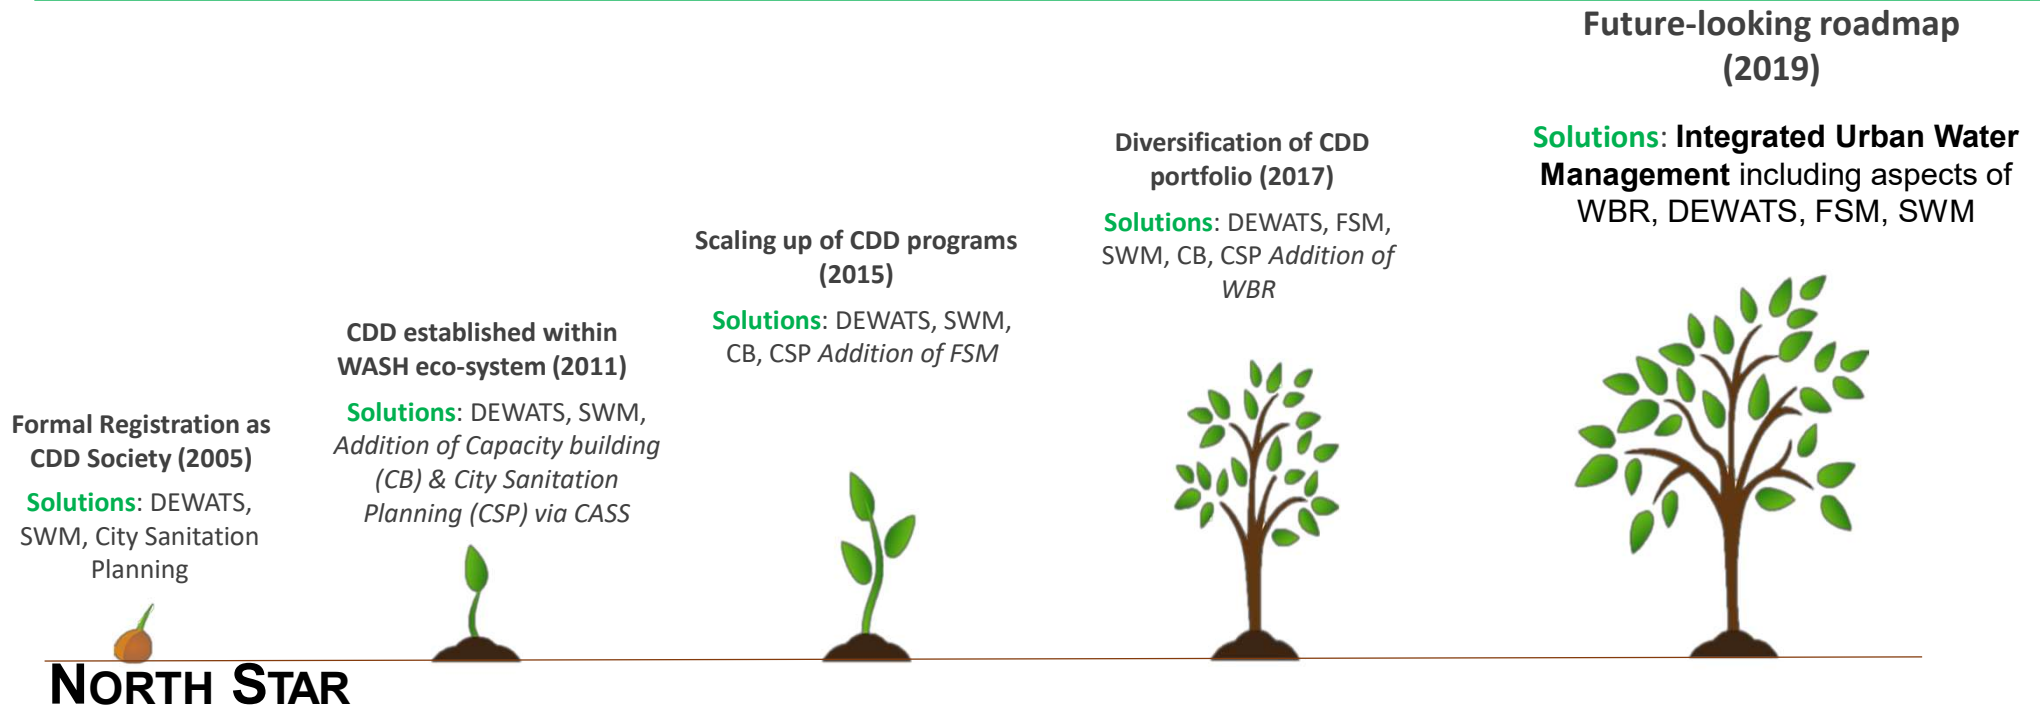 Formal Registration as
CDD Society (2005)
Solutions: DEWATS,
SWM, City Sanitation
Planning
CDD established within
WASH eco-system (2011)
Solutions: DEWATS, SWM,
Addition of Capacity building
(CB) & City Sanitation
Planning (CSP) via CASS
Scaling up of CDD programs
(2015)
Solutions: DEWATS, SWM,
CB, CSP Addition of FSM
Diversification of CDD
portfolio (2017)
Solutions: DEWATS, FSM,
SWM, CB, CSP Addition of
WBR
Future-looking roadmap
(2019)
Solutions: Integrated Urban Water
Management including aspects of
WBR, DEWATS, FSM, SWM
NORTH STAR